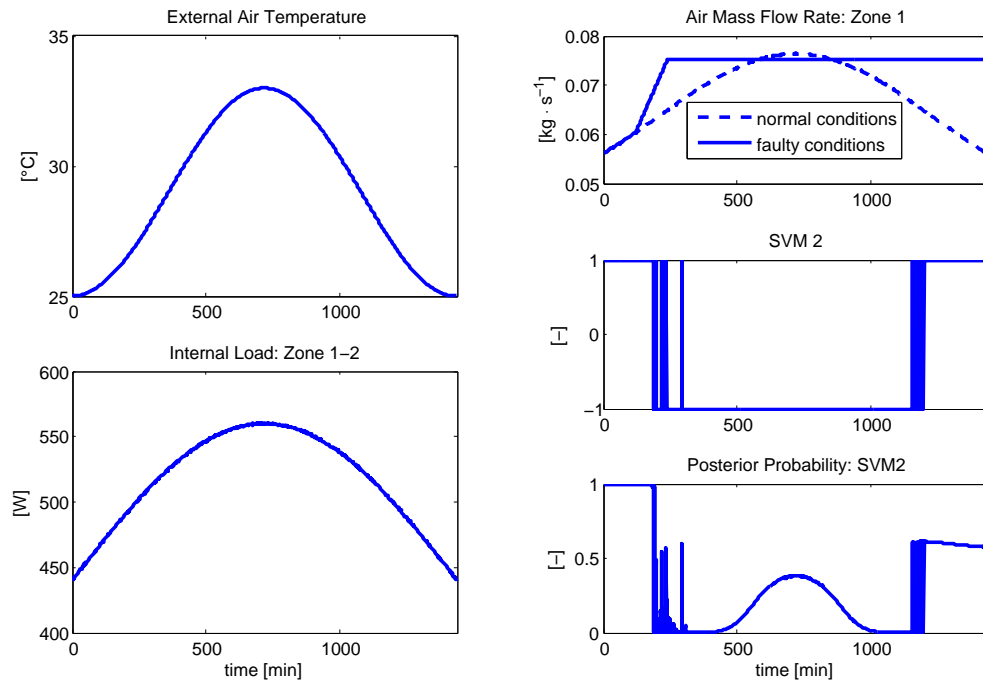 External Air Temperature
35
30
25
[°C]
0
500
1000
Internal Load: Zone 1−2
600
550
500
450
400
[W]
0
500
1000
time [min]
Air Mass Flow Rate: Zone 1
0.08
0.07
0.06
0.05
[kg · s−1]
normal conditions
faulty conditions
0
500
1000
SVM 2
1
0
−1
[−]
0
500
1000
Posterior Probability: SVM2
1
0.5
0
[−]
0
500
1000
time [min]